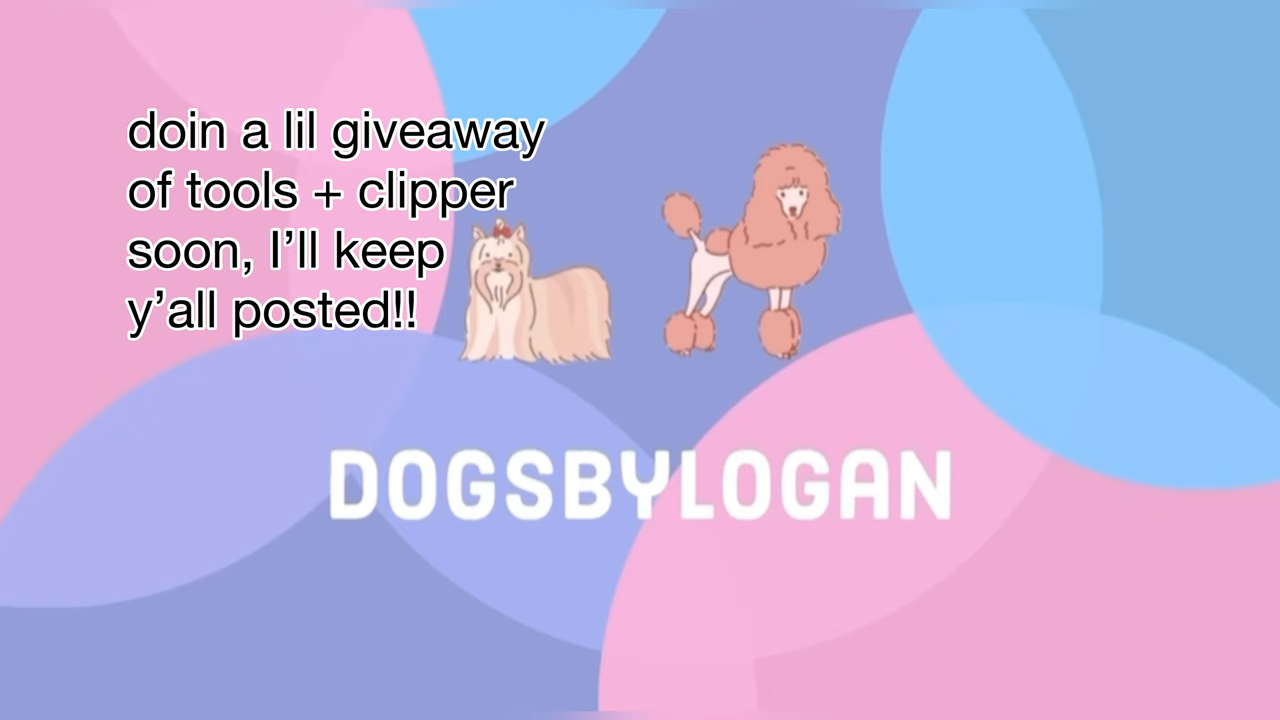 doin a lil giveaway
of tools + clipper
soon, I’ll keep
y’all posted!!
DOGSBYLOGAN